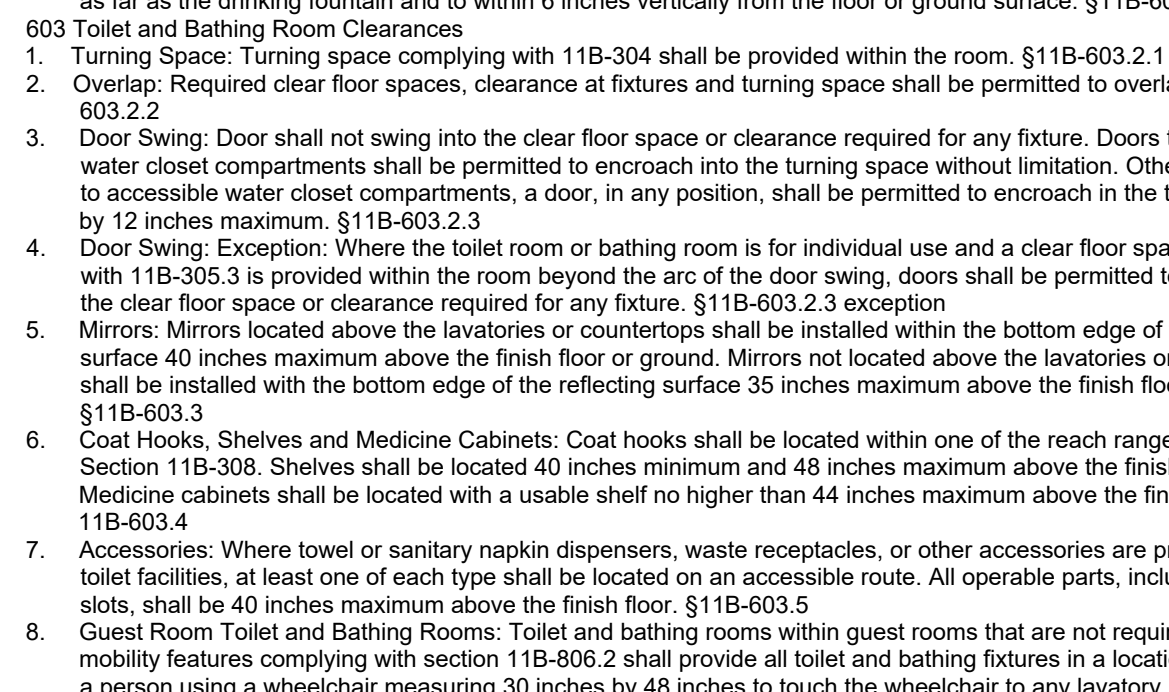 as far as the drinking fountain and to within 6 inches vertically from the floor or ground surface. §11B-60
603 Toilet and Bathing Room Clearances
1. Turning Space: Turning space complying with 11B-304 shall be provided within the room. §11B-603.2.1
2. Overlap: Required clear floor spaces, clearance at fixtures and turning space shall be permitted to
603.2.2
3. Door Swing: Door shall not swing into the clear floor space or clearance required for any fixture. Doors
water closet compartments shall be permitted to encroach into the turning space without limitation.
to accessible water closet compartments, a door, in any position, shall be permitted to encroach in the
by 12 inches maximum. §11B-603.2.3
4. Door Swing: Exception: Where the toilet room or bathing room is for individual use and a clear floor
with 11B-305.3 is provided within the room beyond the arc of the door swing, doors shall be permitted
the clear floor space or clearance required for any fixture. §11B-603.2.3 exception
5. Mirrors: Mirrors located above the lavatories or countertops shall be installed within the bottom edge of
surface 40 inches maximum above the finish floor or ground. Mirrors not located above the lavatories or
shall be installed with the bottom edge of the reflecting surface 35 inches maximum above the finish
§11B-603.3
6. Coat Hooks, Shelves and Medicine Cabinets: Coat hooks shall be located within one of the reach
Section 11B-308. Shelves shall be located 40 inches minimum and 48 inches maximum above the
Medicine cabinets shall be located with a usable shelf no higher than 44 inches maximum above the
11B-603.4
7. Accessories: Where towel or sanitary napkin dispensers, waste receptacles, or other accessories are
toilet facilities, at least one of each type shall be located on an accessible route. All operable parts,
slots, shall be 40 inches maximum above the finish floor. §11B-603.5
8. Guest Room Toilet and Bathing Rooms: Toilet and bathing rooms within guest rooms that are not
mobility features complying with section 11B-806.2 shall provide all toilet and bathing fixtures in a
a person using a wheelchair measuring 30 inches by 48 inches to touch the wheelchair to any lavatory